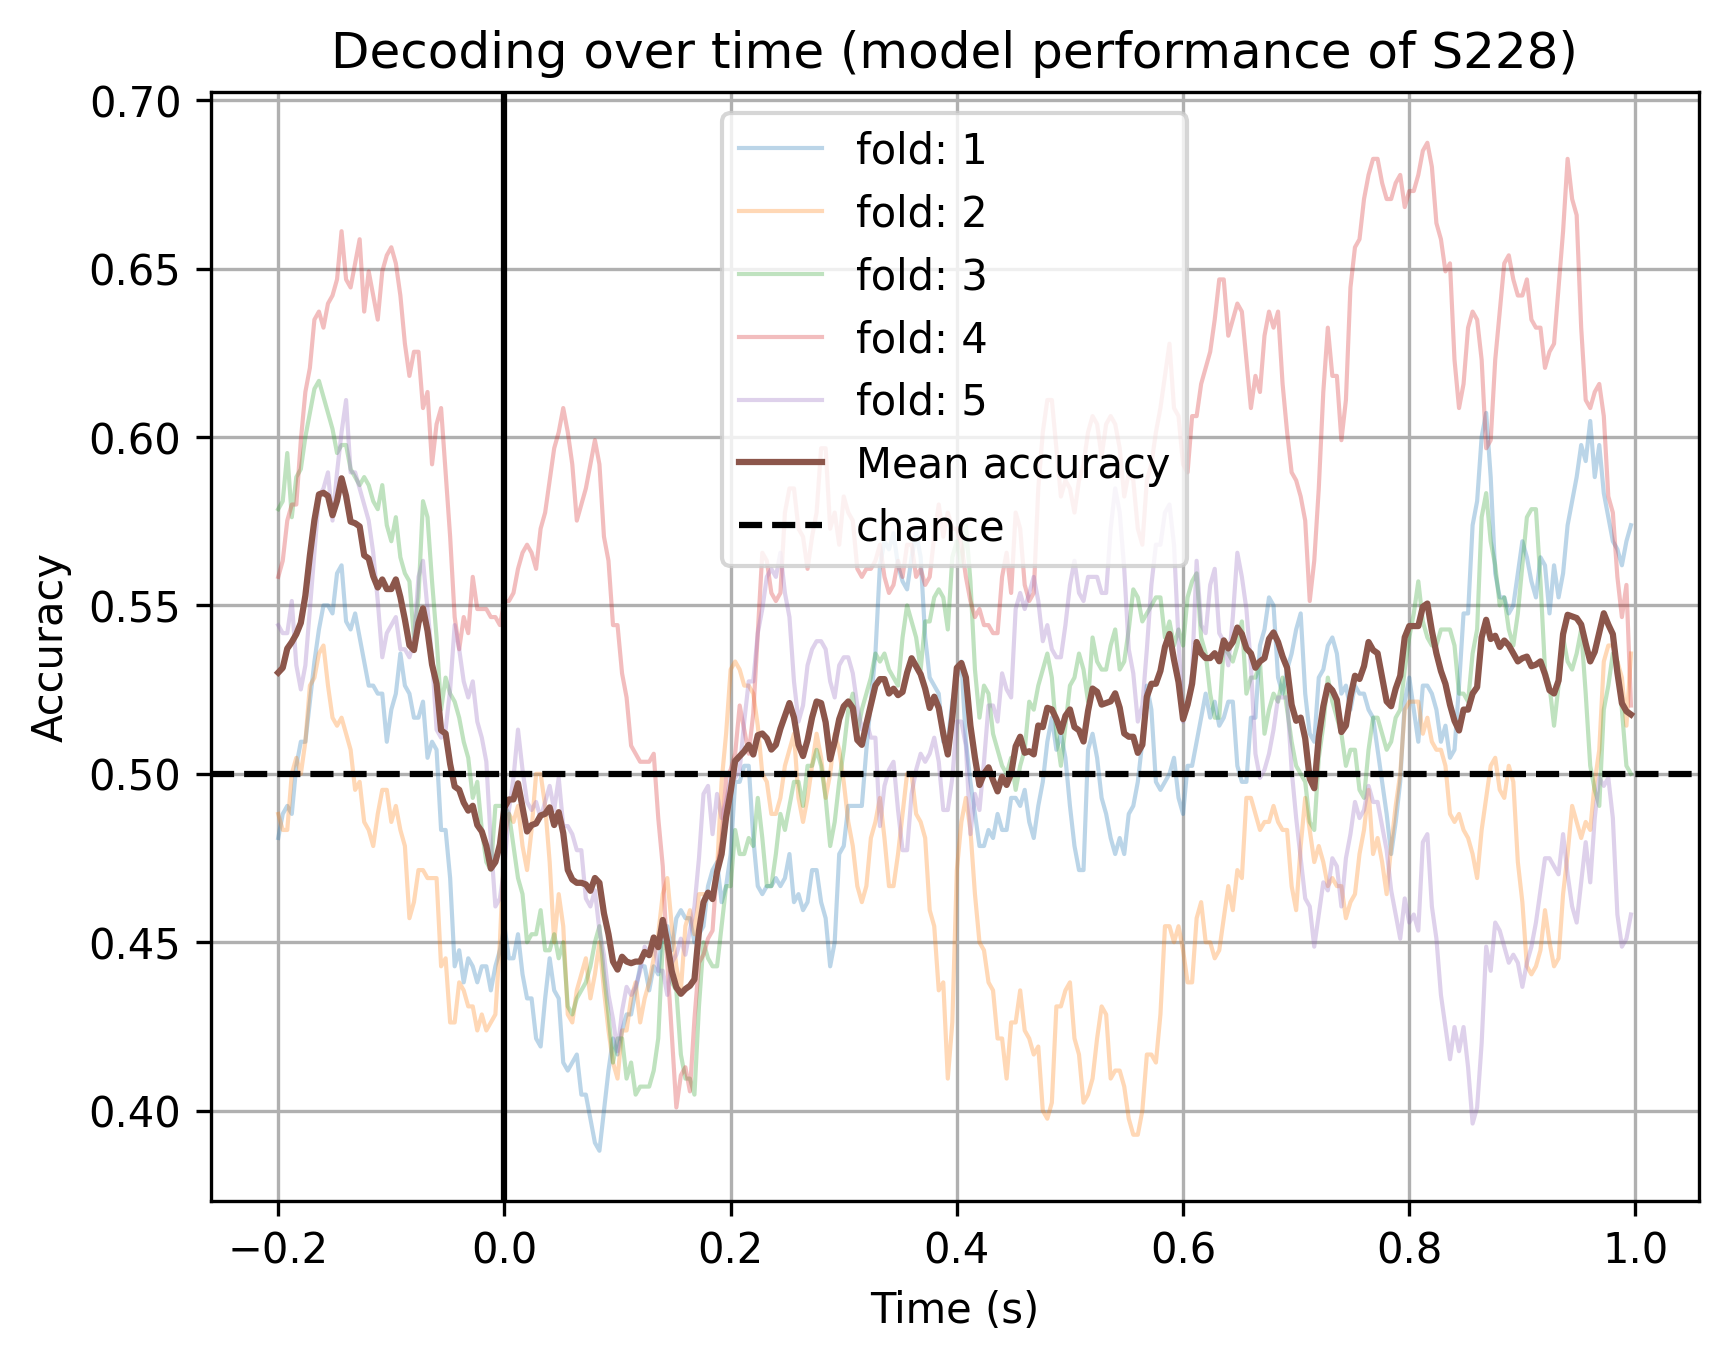 Decoding over time (model performance of S228)
0.70
0.65
0.60
0.55
0.50
0.45
0.40
Accuracy
fold: 1
fold: 2
fold: 3
fold: 4
fold: 5
Mean accuracy
chance
−0.2 0.0 0.2 0.4 0.6 0.8 1.0
Time (s)